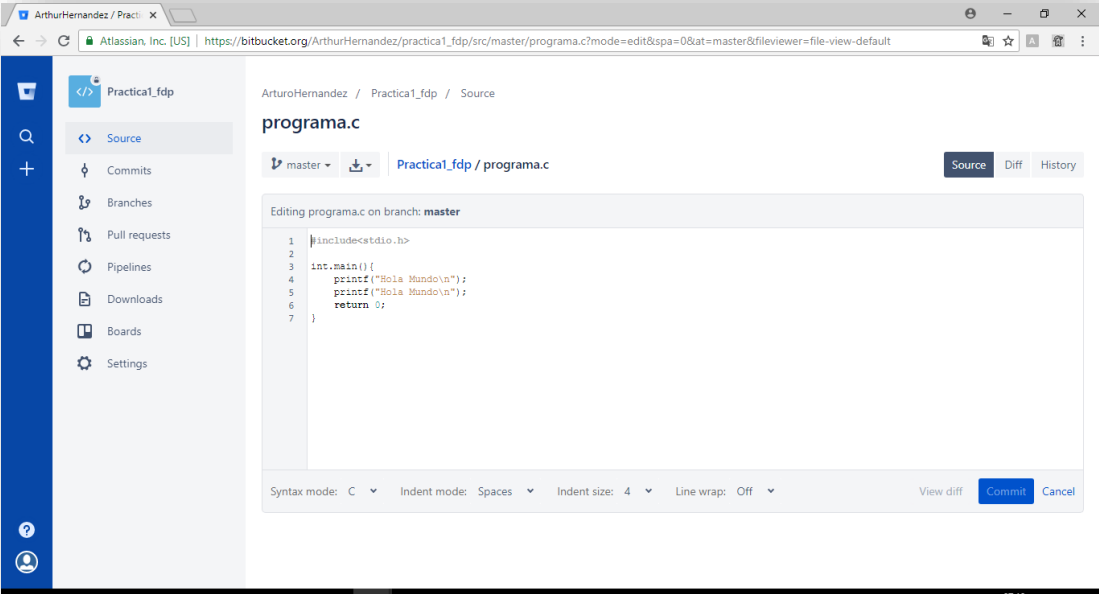 ArthurHernandez / Practi
Atlassian, Inc. [US] | https://bitbucket.org/ArthurHernandez/practica1_fdp/src/master/programa.c?mode=edit&spa=0&at=master&fileviewer=file-view-default
Practica1_fdp
Source
Commits
Branches
Pull requests
Pipelines
Downloads
Boards
Settings
ArturoHernandez / Practica1_fdp / Source
programa.c
master
Practica1_fdp / programa.c
Source Diff History
Editing programa.c on branch: master
1 #include<stdio.h>
2
3 int.main(){
4 printf("Hola Mundo\n");
5 printf("Hola Mundo\n");
6 return 0;
7 }
Syntax mode: C Indent mode: Spaces Indent size: 4 Line wrap: Off View diff Commit Cancel